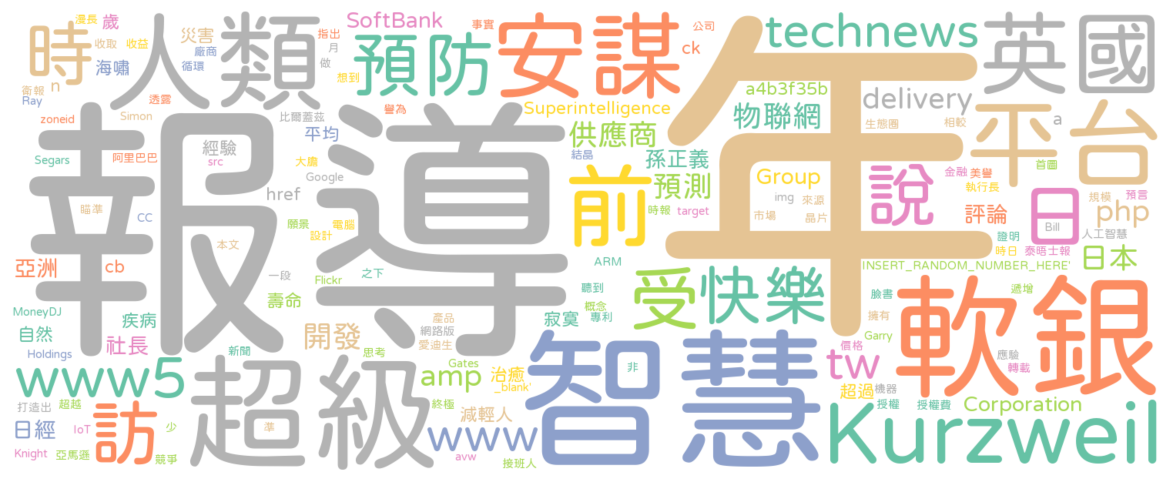 報導
年
人類
時
超級
智慧
安謀
軟銀
英國
平台
預防
technews
Kurzweil
www5
www
前
受
快樂
說
日
訪
tw
php
SoftBank
delivery
Superintelligence
Group
Corporation
供應商
物聯網
孫正義
預測
評論
日本
a4b3f35b
amp
開發
社長
日經
亞洲
自然
疾病
壽命
寂寞
治癒
減輕人
超過
海嘯
災害
歲
平均
經驗
href
cb
ck
n
a
漫長
收取
收益
廠商
循環
指出
月
做
想到
事實
公司
衛報
Ray
透露
Simon
zoneid
譽為
比爾蓋茲
Segars
阿里巴巴
src
大膽
Google
結晶
生態圈
相較
首圖
瞄準
CC
願景
電腦
設計
時報
target
img
來源
市場
晶片
金融
美譽
執行長
規模
預言
Bill
人工智慧
證明
時日
泰晤士報
本文
一段
Flickr
之下
ARM
聽到
概念
專利
INSERT_RANDOM_NUMBER_HERE'
臉書
遞增
擁有
Garry
MoneyDJ
Holdings
新聞
產品
網路版
愛迪生
思考
Gates
_blank'
終極
非
價格
應驗
轉載
機器
授權
授權費
打造出
超越
IoT
少
準
Knight
亞馬遜
競爭
avw
接班人